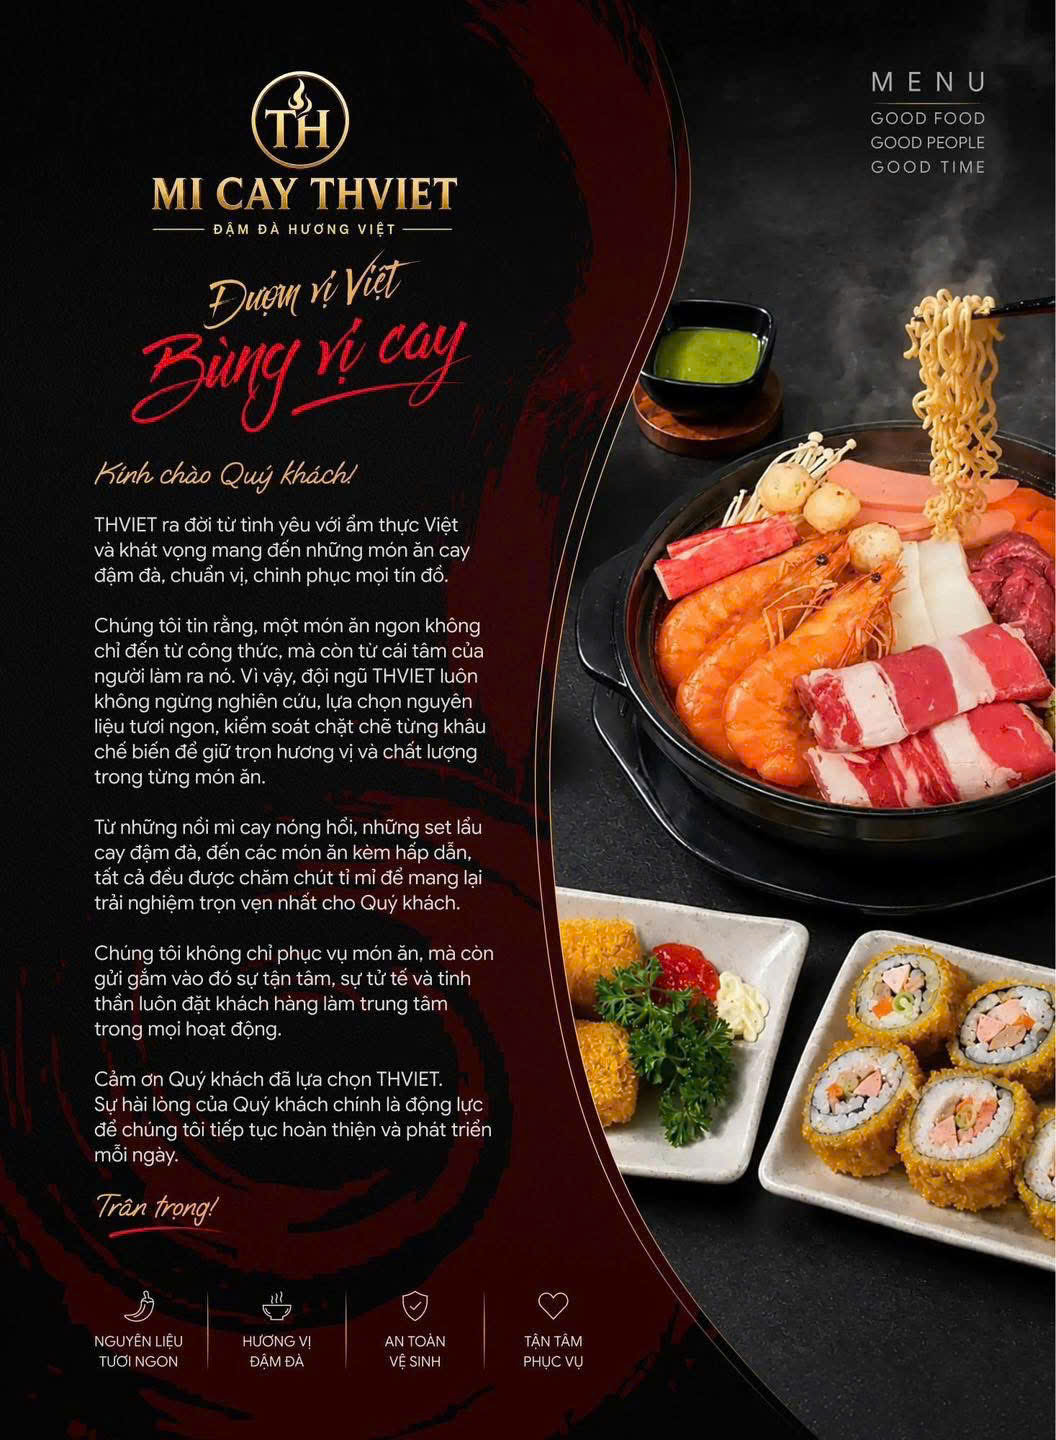 TH
MI CAY THVIET
ĐẬM ĐÀ HƯƠNG VIỆT
Đượm vị Việt
Bùng vị cay
Kính chào Quý khách!
THVIET ra đời từ tình yêu với ẩm thực Việt
và khát vọng mang đến những món ăn cay
đậm đà, chuẩn vị, chinh phục mọi tín đồ.
Chúng tôi tin rằng, một món ăn ngon không
chỉ đến từ công thức, mà còn từ cái tâm của
người làm ra nó. Vì vậy, đội ngũ THVIET luôn
không ngừng nghiên cứu, lựa chọn nguyên
liệu tươi ngon, kiểm soát chặt chẽ từng khâu
chế biến để giữ trọn hương vị và chất lượng
trong từng món ăn.
Từ những nồi mì cay nóng hổi, những set lẩu
cay đậm đà, đến các món ăn kèm hấp dẫn,
tất cả đều được chăm chút tỉ mỉ để mang lại
trải nghiệm trọn vẹn nhất cho Quý khách.
Chúng tôi không chỉ phục vụ món ăn, mà còn
gửi gắm vào đó sự tận tâm, sự tử tế và tinh
thần luôn đặt khách hàng làm trung tâm
trong mọi hoạt động.
Cảm ơn Quý khách đã lựa chọn THVIET.
Sự hài lòng của Quý khách chính là động lực
để chúng tôi tiếp tục hoàn thiện và phát triển
mỗi ngày.
Trân trọng!
NGUYÊN LIỆU
TƯƠI NGON
HƯƠNG VỊ
ĐẬM ĐÀ
AN TOÀN
VỆ SINH
TẬN TÂM
PHỤC VỤ
MENU
GOOD FOOD
GOOD PEOPLE
GOOD TIME